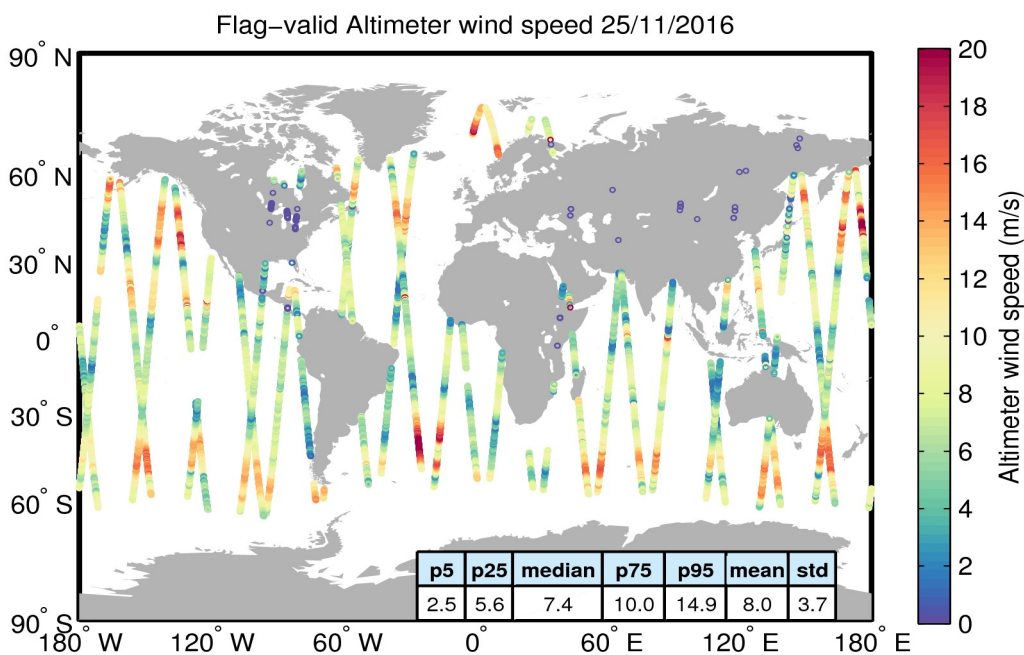 Flag-valid Altimeter wind speed 25/11/2016
90° N
60° N
30° N
0°
30° S
60° S
90° S
180° W
120° W
60° W
0°
60° E
120° E
180° E
p5 p25 median p75 p95 mean std
2.5 5.6 7.4 10.0 14.9 8.0 3.7
20
18
16
14
12
10
8
6
4
2
0
Altimeter wind speed (m/s)